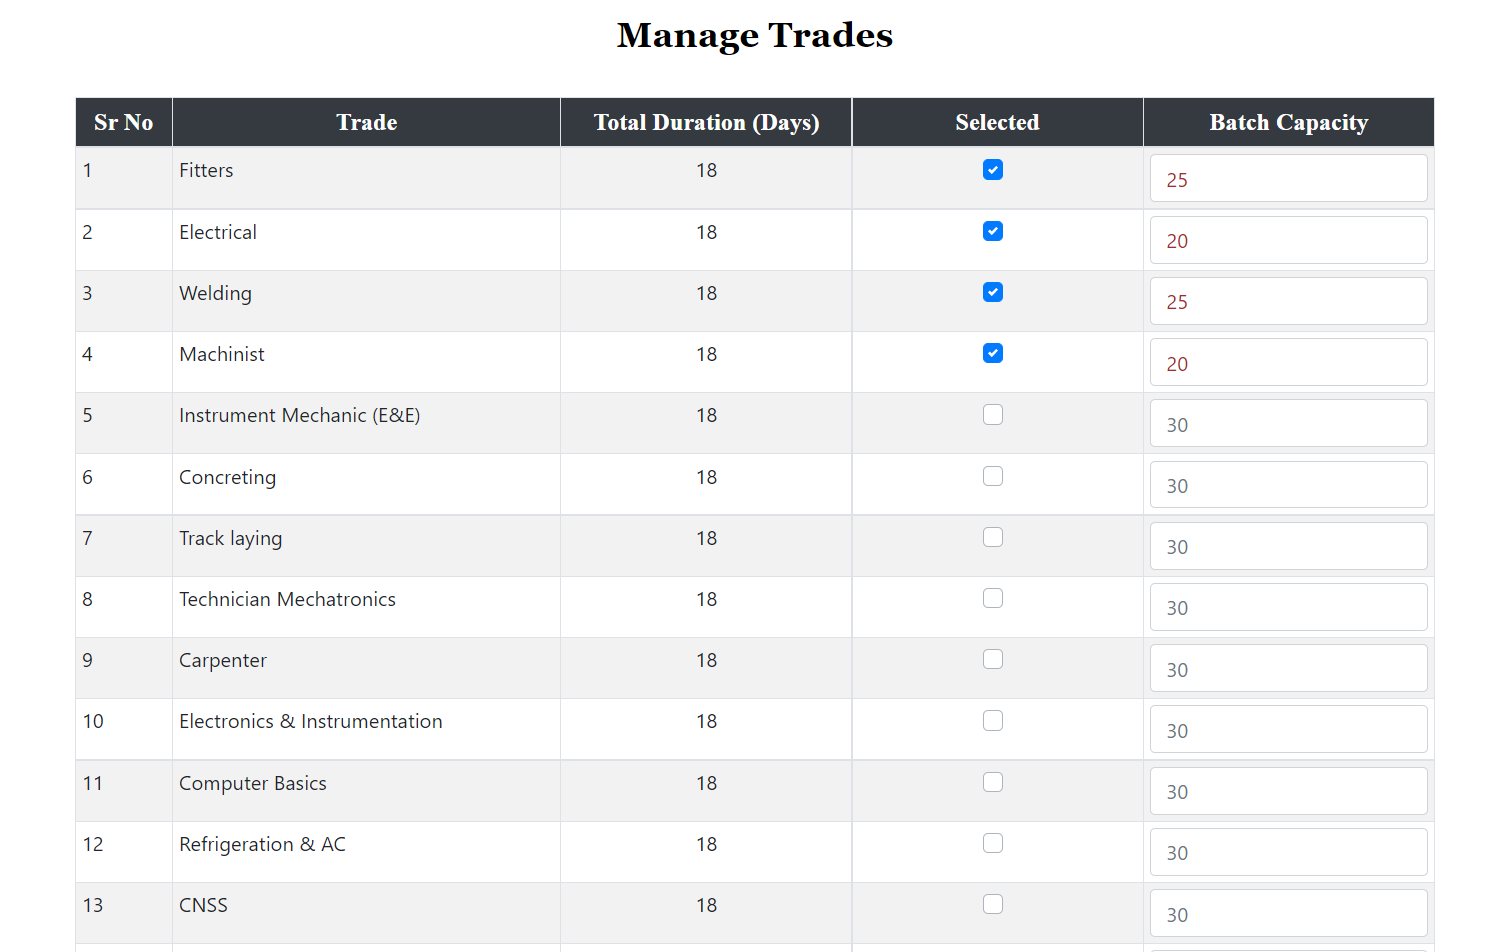 Manage Trades
Sr No Trade Total Duration (Days) Selected Batch Capacity
1 Fitters 18 25
2 Electrical 18 20
3 Welding 18 25
4 Machinist 18 20
5 Instrument Mechanic (E&E) 18 30
6 Concreting 18 30
7 Track laying 18 30
8 Technician Mechatronics 18 30
9 Carpenter 18 30
10 Electronics & Instrumentation 18 30
11 Computer Basics 18 30
12 Refrigeration & AC 18 30
13 CNSS 18 30